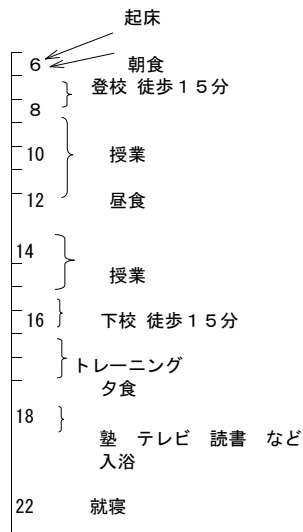 起床
6 朝食
登校 徒歩１５分
8
10 授業
12 昼食
14
授業
16 下校 徒歩１５分
トレーニング
夕食
18
塾 テレビ 読書 など
入浴
22 就寝